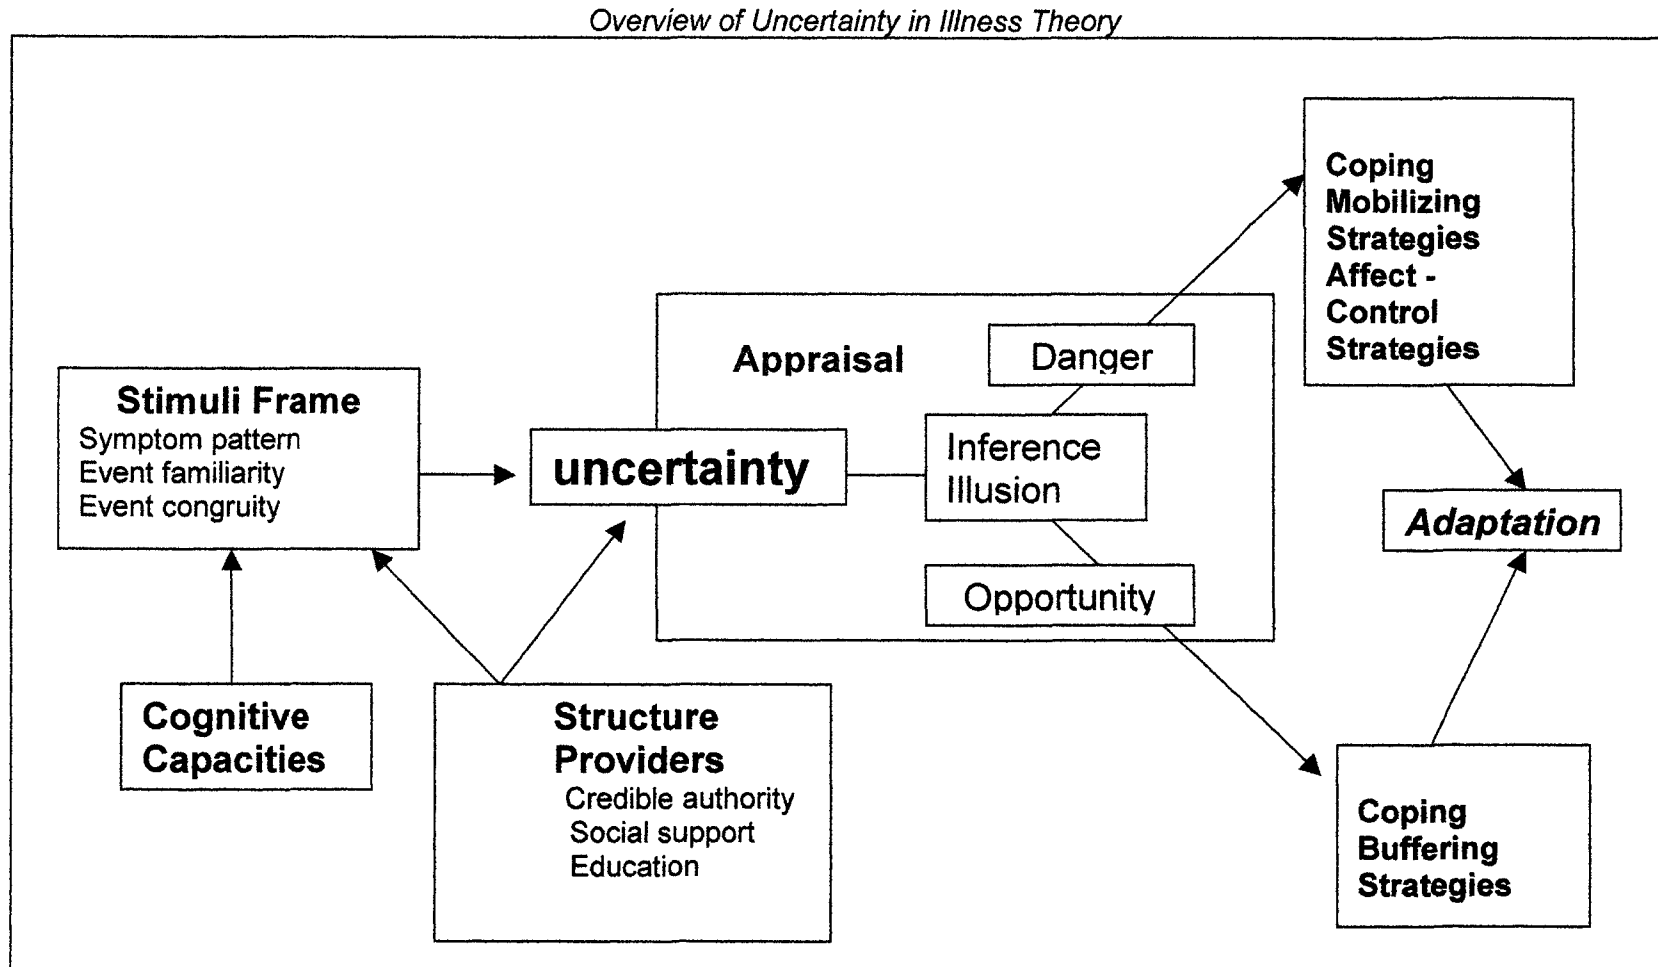 Overview of Uncertainty in Illness Theory
Stimuli Frame
Symptom pattern
Event familiarity
Event congruity
Cognitive
Capacities
Structure
Providers
Credible authority
Social support
Education
uncertainty
Appraisal
Danger
Inference
Illusion
Opportunity
Coping
Mobilizing
Strategies
Affect -
Control
Strategies
Adaptation
Coping
Buffering
Strategies